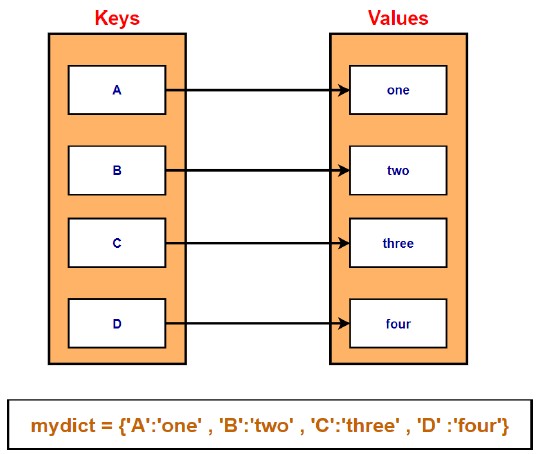 Keys Values
A one
B two
C three
D four
mydict = {'A':'one' , 'B':'two' , 'C':'three' , 'D' :'four'}